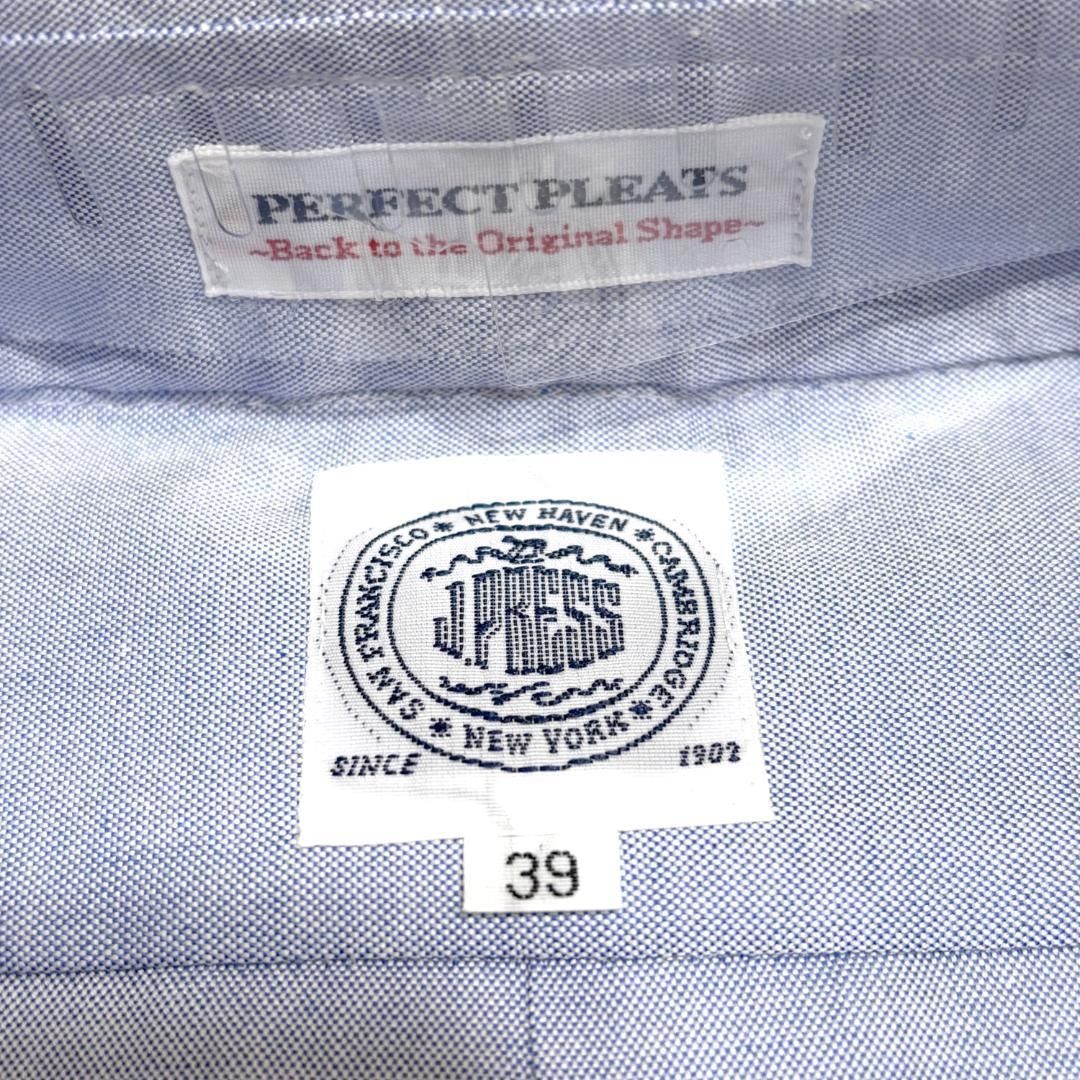 PERFECT PLEATS
~Back to the Original Shape~
NEW HAVEN * CAMBRIDGE * NEW YORK * SAN FRANCISCO *
J.PRESS
SINCE 1902
39